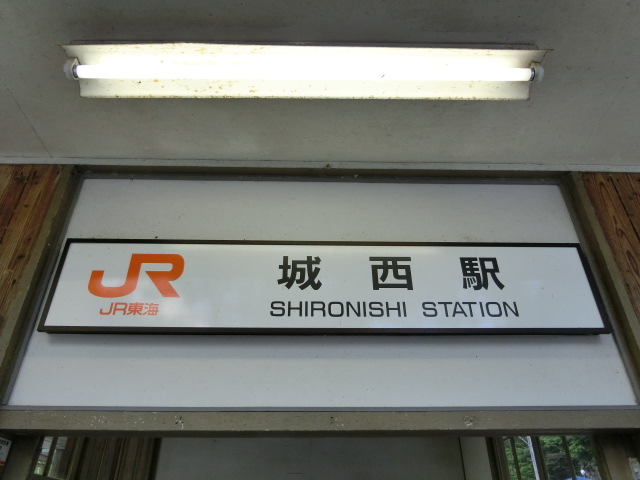 JR
JR東海
城西駅
SHIRONISHI STATION